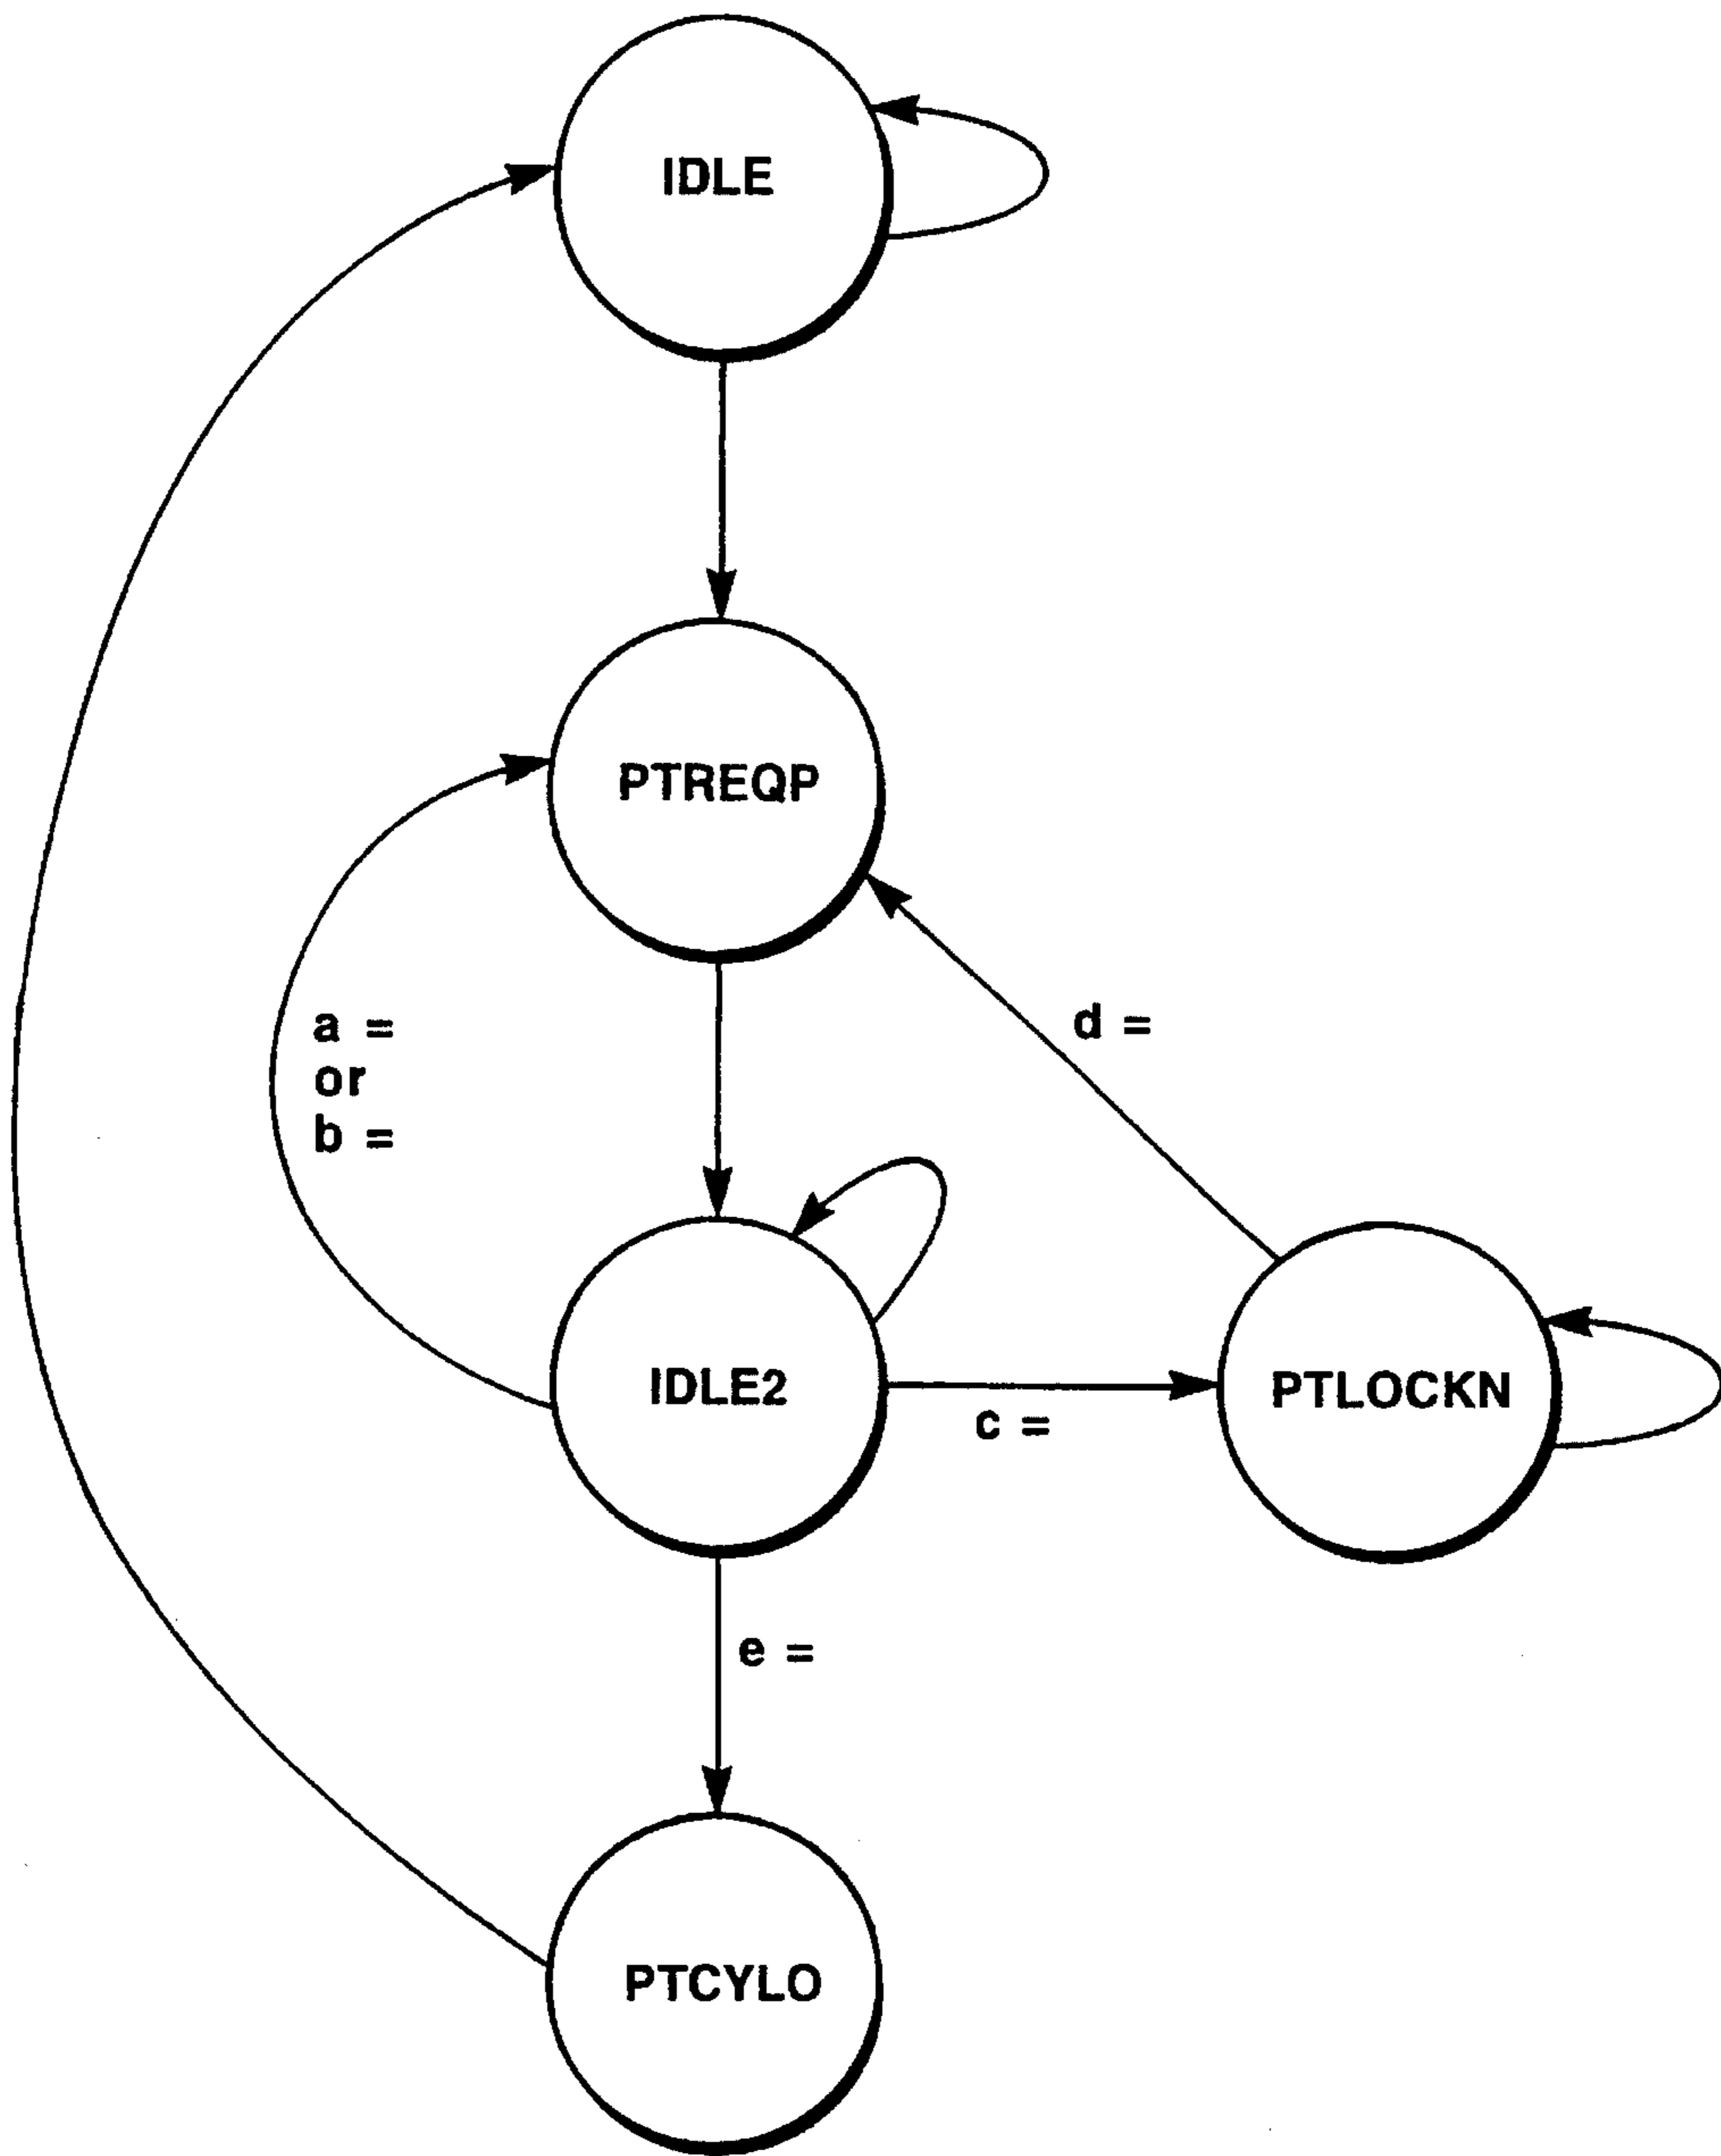 IDLE
PTREQP
a =
or
b =
d =
IDLE2
c =
PTLOCKN
e =
PTCYLO